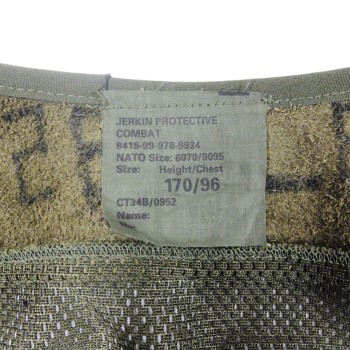 JERKIN PROTECTIVE
COMBAT
8415-99-978-9934
NATO Size: 6070/9095
Size: Height/Chest
170/96
CT34B/0952
Name: